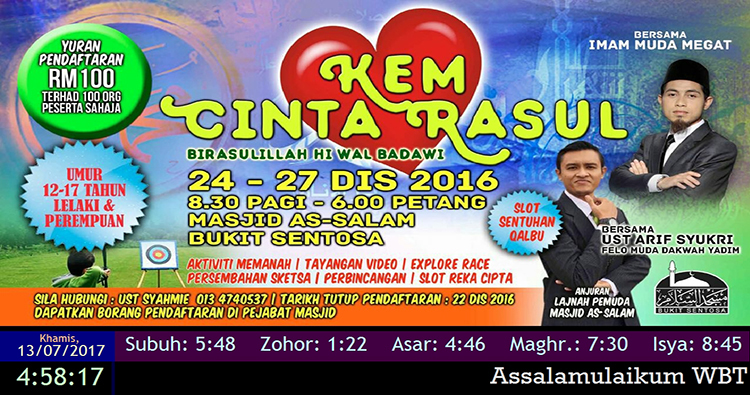 YURAN
PENDAFTARAN
RM 100
TERHAD 100 ORG
PESERTA SAHAJA
KEM
CINTA RASUL
BIRASULILLAH HI WAL BADAWI
BERSAMA
IMAM MUDA MEGAT
UMUR
12-17 TAHUN
LELAKI &
PEREMPUAN
24 - 27 DIS 2016
8.30 PAGI - 6.00 PETANG
MASJID AS-SALAM
BUKIT SENTOSA
SLOT
SENTUHAN
QALBU
BERSAMA
UST ARIF SYUKRI
FELO MUDA DAKWAH YADIM
AKTIVITI MEMANAH | TAYANGAN VIDEO | EXPLORE RACE
PERSEMBAHAN SKETSA | PERBINCANGAN | SLOT REKA CIPTA
ANJURAN
LAJNAH PEMUDA
MASJID AS-SALAM
BUKIT SENTOSA
SILA HUBUNGI : UST SYAHMIE 013 4740537 | TARIKH TUTUP PENDAFTARAN : 22 DIS 2016
DAPATKAN BORANG PENDAFTARAN DI PEJABAT MASJID
Khamis,
13/07/2017
Subuh: 5:48 Zohor: 1:22 Asar: 4:46 Maghr.: 7:30 Isya: 8:45
4:58:17
Assalamulaikum WBT